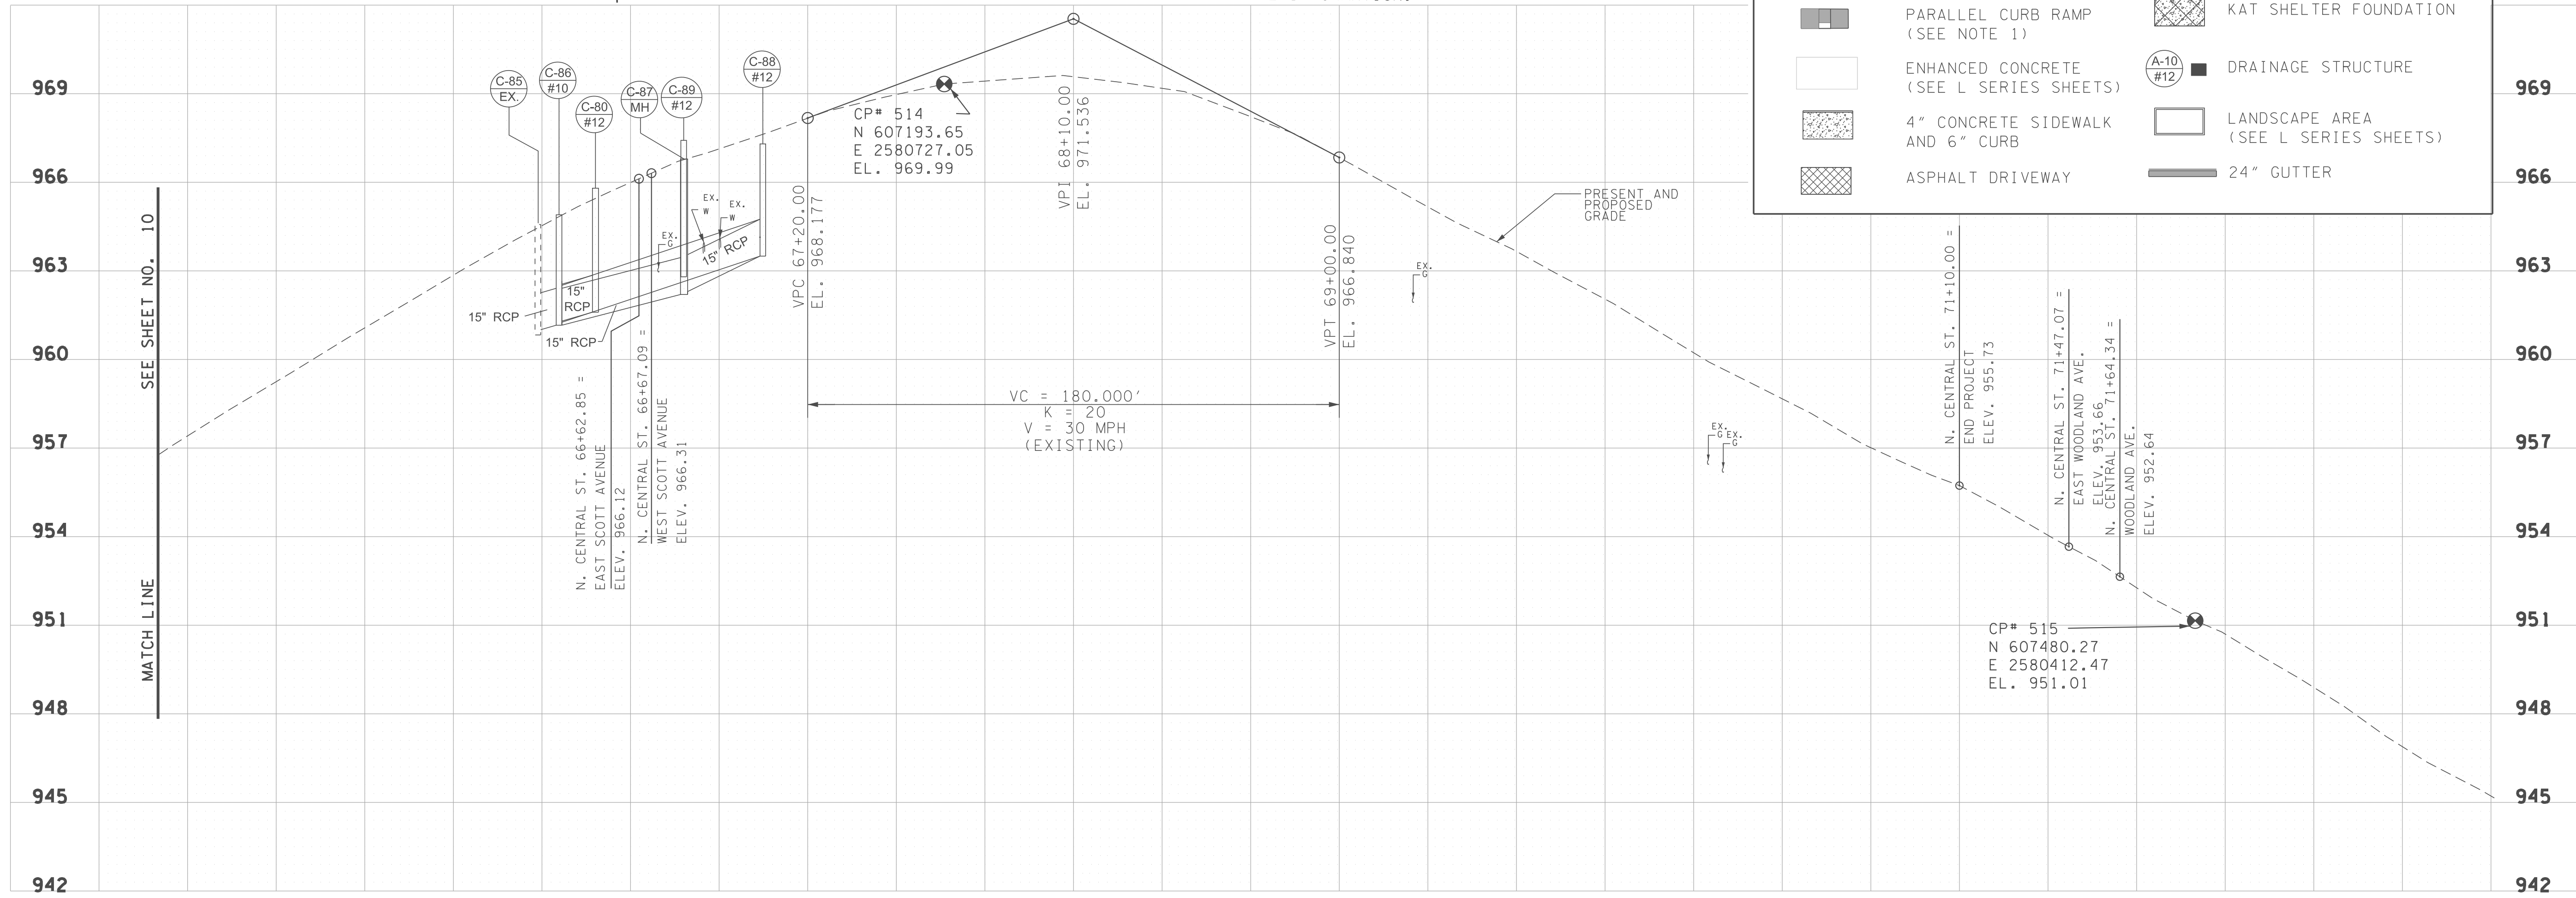 PARALLEL CURB RAMP
(SEE NOTE 1)
KAT SHELTER FOUNDATION
ENHANCED CONCRETE
(SEE L SERIES SHEETS)
A-10
#12
DRAINAGE STRUCTURE
4" CONCRETE SIDEWALK
AND 6" CURB
LANDSCAPE AREA
(SEE L SERIES SHEETS)
ASPHALT DRIVEWAY
24" GUTTER
969
966
963
960
957
954
951
948
945
942
MATCH LINE SEE SHEET NO. 10
C-85
EX.
C-86
#10
C-80
#12
C-87
MH
C-89
#12
C-88
#12
EX.
W
EX.
W
EX.
G
15" RCP
15"
RCP
15" RCP
15" RCP
N. CENTRAL ST. 66+62.85 =
EAST SCOTT AVENUE
ELEV. 966.12
N. CENTRAL ST. 66+67.09 =
WEST SCOTT AVENUE
ELEV. 966.31
VPC 67+20.00
EL. 968.177
CP# 514
N 607193.65
E 2580727.05
EL. 969.99
VPI 68+10.00
EL. 971.536
VPT 69+00.00
EL. 966.840
VC = 180.000'
K = 20
V = 30 MPH
(EXISTING)
EX.
G
PRESENT AND
PROPOSED
GRADE
EX.
G
EX.
G
N. CENTRAL ST. 71+10.00 =
END PROJECT
ELEV. 955.73
N. CENTRAL ST. 71+47.07 =
EAST WOODLAND AVE.
ELEV. 953.66
N. CENTRAL ST. 71+64.34 =
WOODLAND AVE.
ELEV. 952.64
CP# 515
N 607480.27
E 2580412.47
EL. 951.01
969
966
963
960
957
954
951
948
945
942